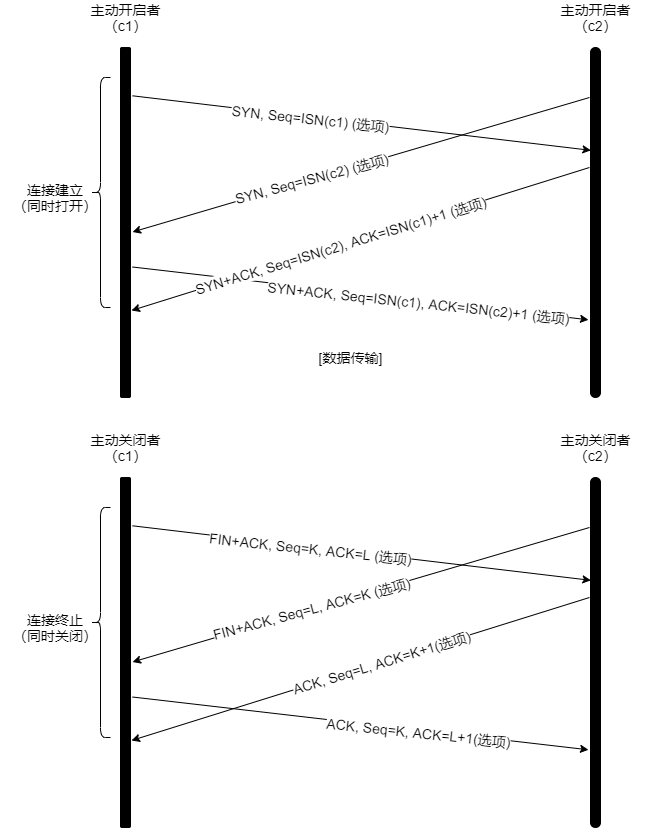 主动开启者
（c1）
主动开启者
（c2）
SYN, Seq=ISN(c1) (选项)
SYN, Seq=ISN(c2) (选项)
连接建立
（同时打开）
SYN+ACK, Seq=ISN(c2), ACK=ISN(c1)+1 (选项)
SYN+ACK, Seq=ISN(c1), ACK=ISN(c2)+1 (选项)
[数据传输]
主动关闭者
（c1）
主动关闭者
（c2）
FIN+ACK, Seq=K, ACK=L (选项)
FIN+ACK, Seq=L, ACK=K (选项)
连接终止
（同时关闭）
ACK, Seq=L, ACK=K+1(选项)
ACK, Seq=K, ACK=L+1(选项)